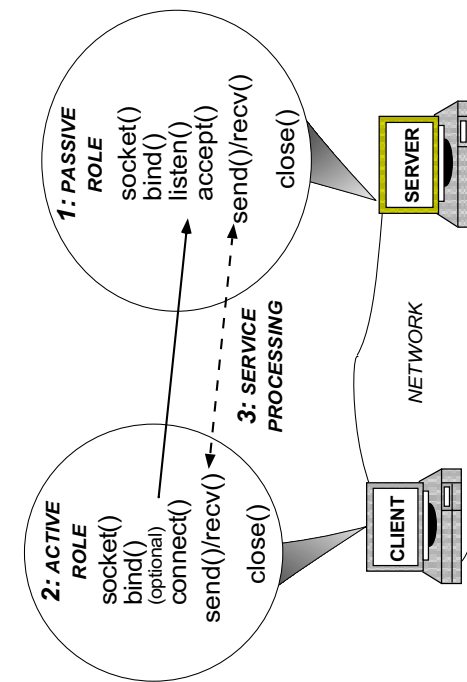 2: ACTIVE
ROLE
socket()
bind()
(optional)
connect()
send()/recv()
close()
1: PASSIVE
ROLE
socket()
bind()
listen()
accept()
send()/recv()
close()
3: SERVICE
PROCESSING
NETWORK
CLIENT
SERVER